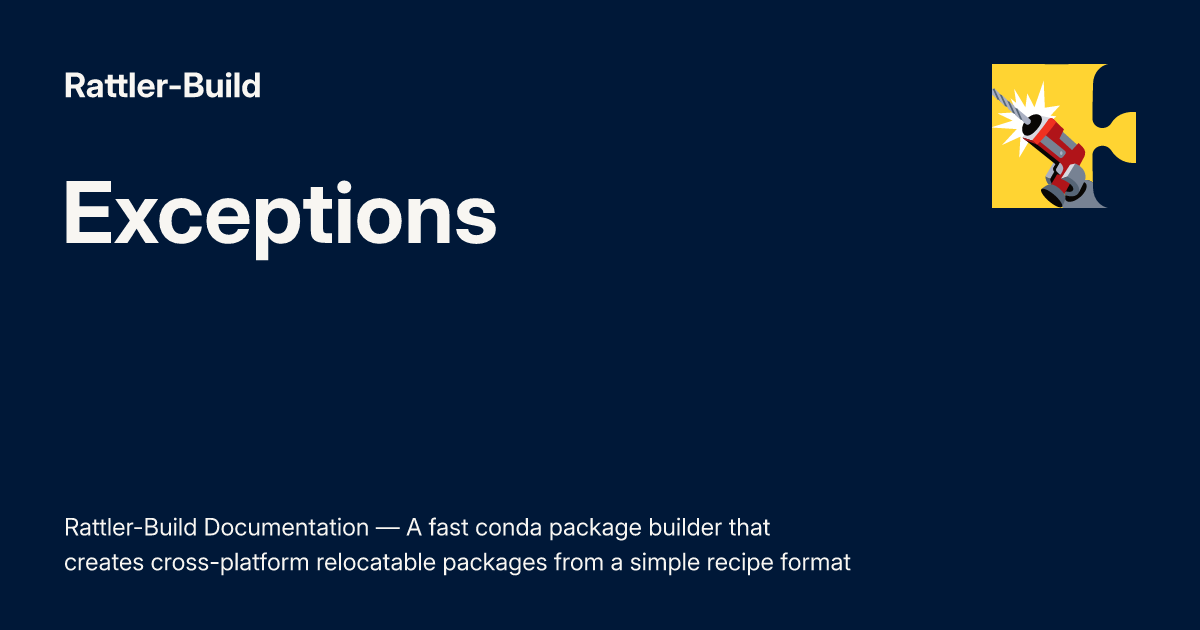 Rattler-Build
Exceptions
Rattler-Build Documentation — A fast conda package builder that
creates cross-platform relocatable packages from a simple recipe format